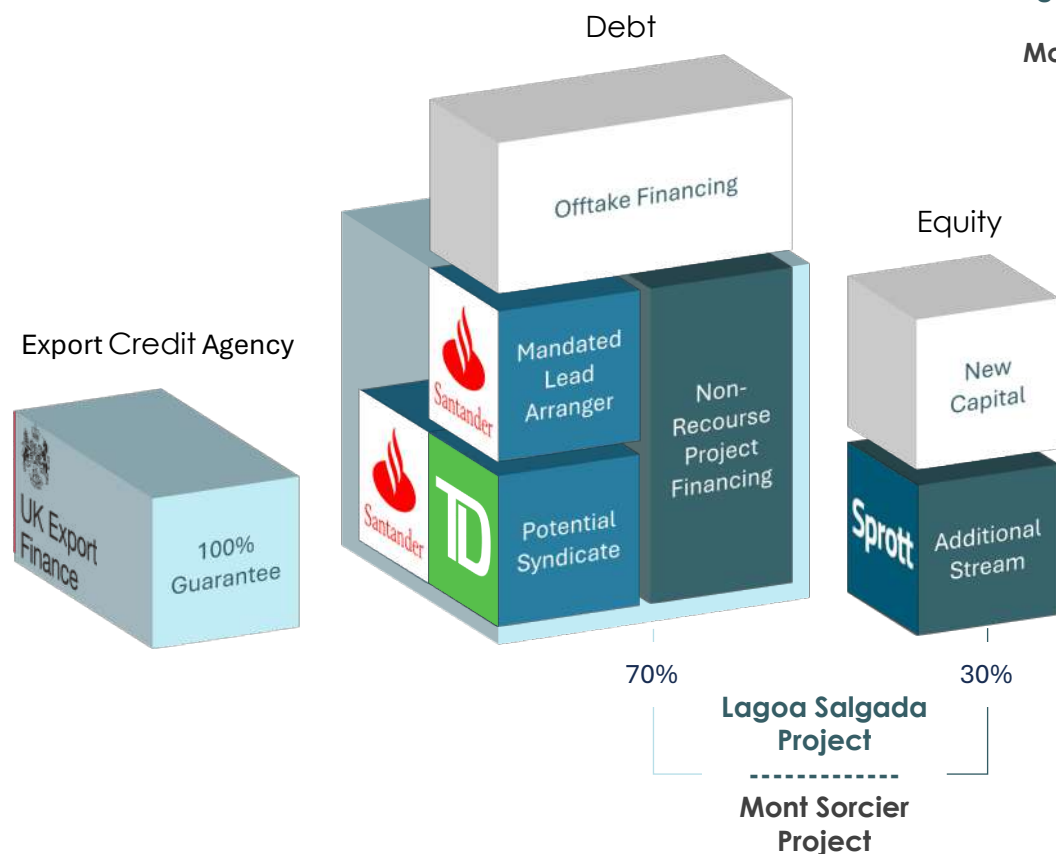 Debt
Offtake Financing
Equity
Export Credit Agency
Santander
Mandated
Lead
Arranger
Non-
Recourse
Project
Financing
New
Capital
UK Export
Finance
100%
Guarantee
Santander
TD
Potential
Syndicate
Sprott
Additional
Stream
70%
30%
Lagoa Salgada
Project
Mont Sorcier
Project